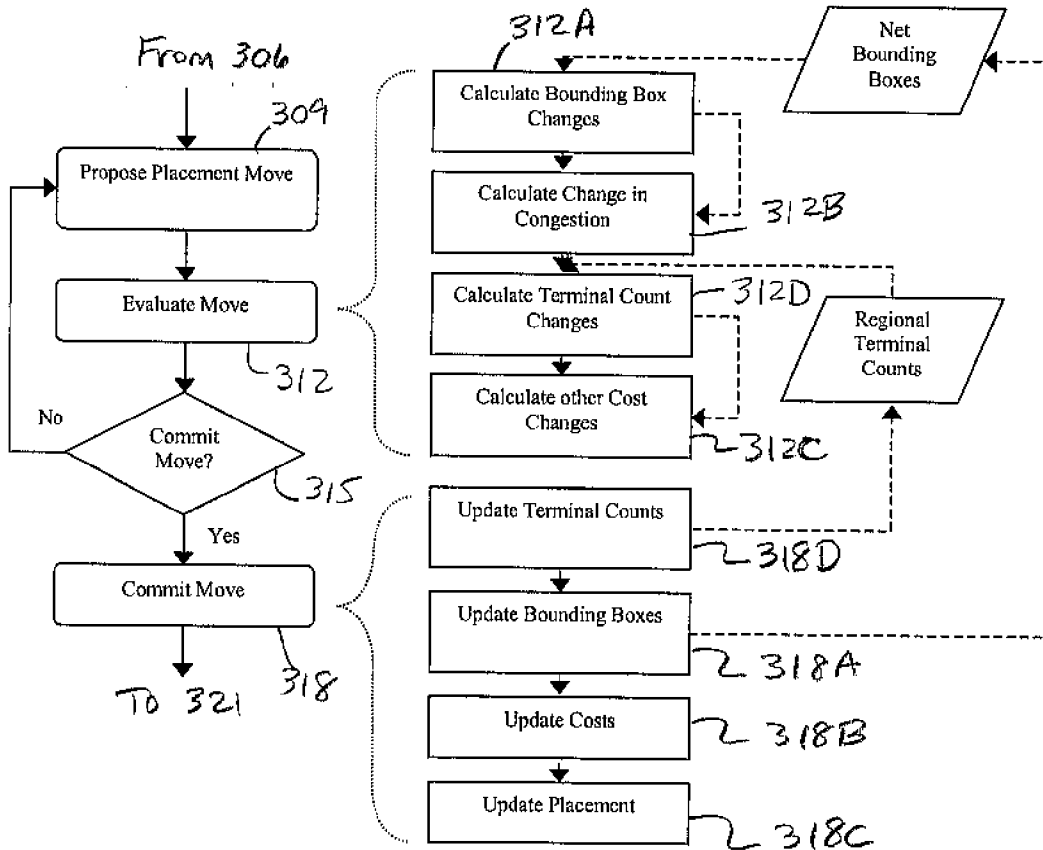 From 306
309
Propose Placement Move
Evaluate Move
312
No
Commit
Move?
315
Yes
Commit Move
318
To 321
312A
Calculate Bounding Box
Changes
Calculate Change in
Congestion
312B
Calculate Terminal Count
Changes
312D
Calculate other Cost
Changes
312C
Net
Bounding
Boxes
Regional
Terminal
Counts
Update Terminal Counts
318D
Update Bounding Boxes
318A
Update Costs
318B
Update Placement
318C